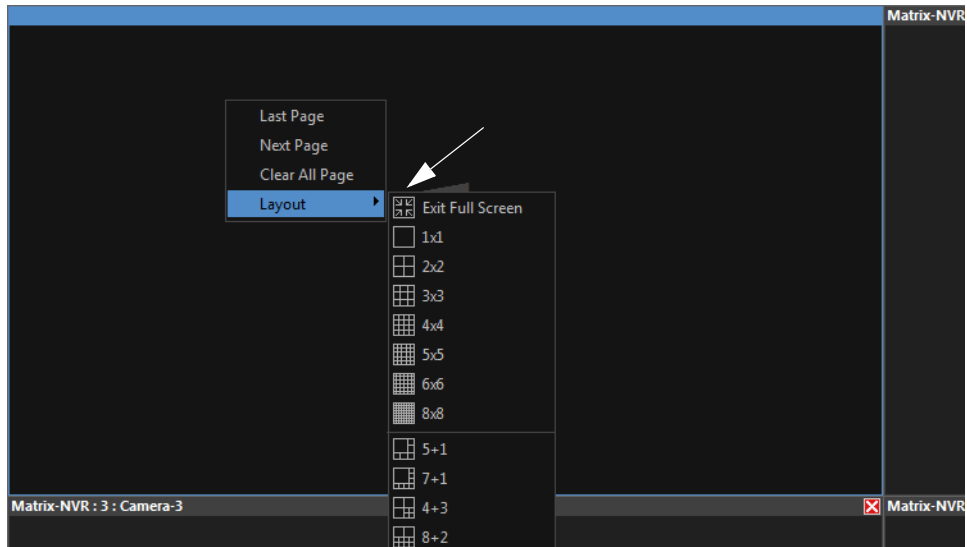 Matrix-NVR
Last Page
Next Page
Clear All Page
Layout
Exit Full Screen
1x1
2x2
3x3
4x4
5x5
6x6
8x8
5+1
7+1
4+3
8+2
Matrix-NVR : 3 : Camera-3
Matrix-NVR